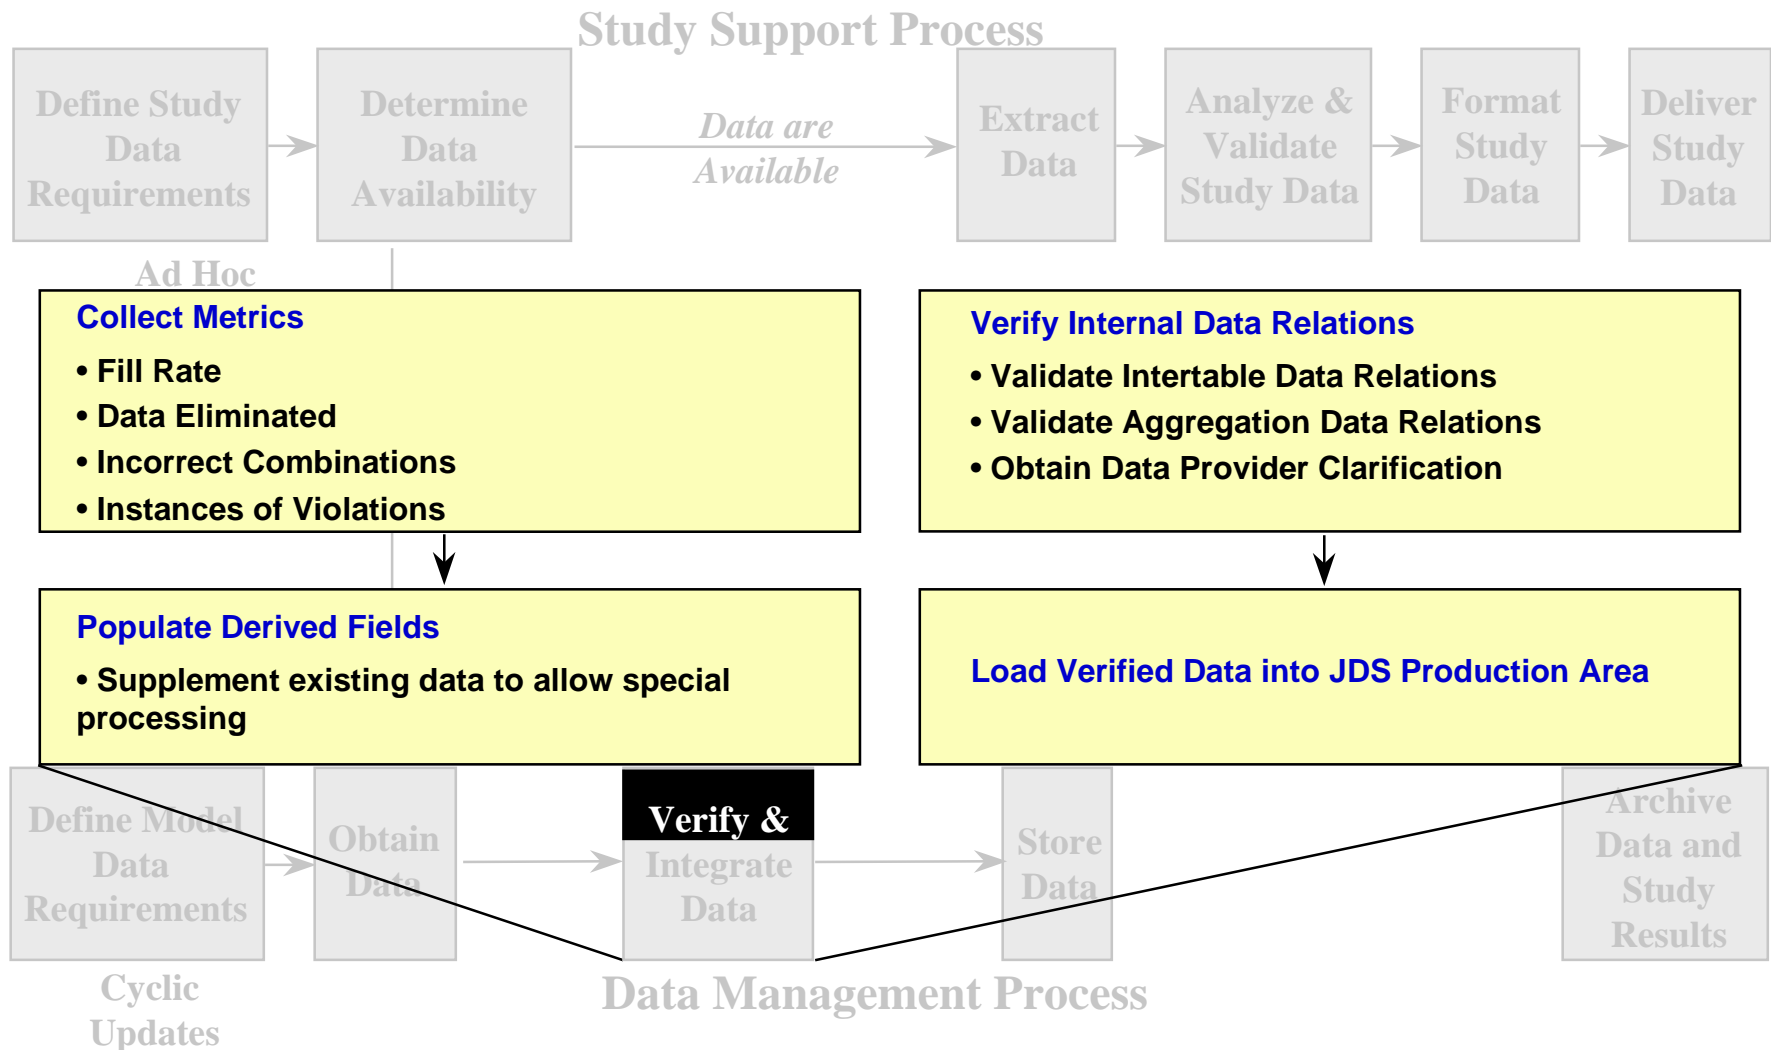 Study Support Process
Define Study
Data
Requirements
Determine
Data
Availability
Data are
Available
Extract
Data
Analyze &
Validate
Study Data
Format
Study
Data
Deliver
Study
Data
Ad Hoc
Collect Metrics
• Fill Rate
• Data Eliminated
• Incorrect Combinations
• Instances of Violations
Verify Internal Data Relations
• Validate Intertable Data Relations
• Validate Aggregation Data Relations
• Obtain Data Provider Clarification
Populate Derived Fields
• Supplement existing data to allow special
processing
Load Verified Data into JDS Production Area
Define Model
Data
Requirements
Obtain
Data
Verify &
Integrate
Data
Store
Data
Archive
Data and
Study
Results
Cyclic
Updates
Data Management Process